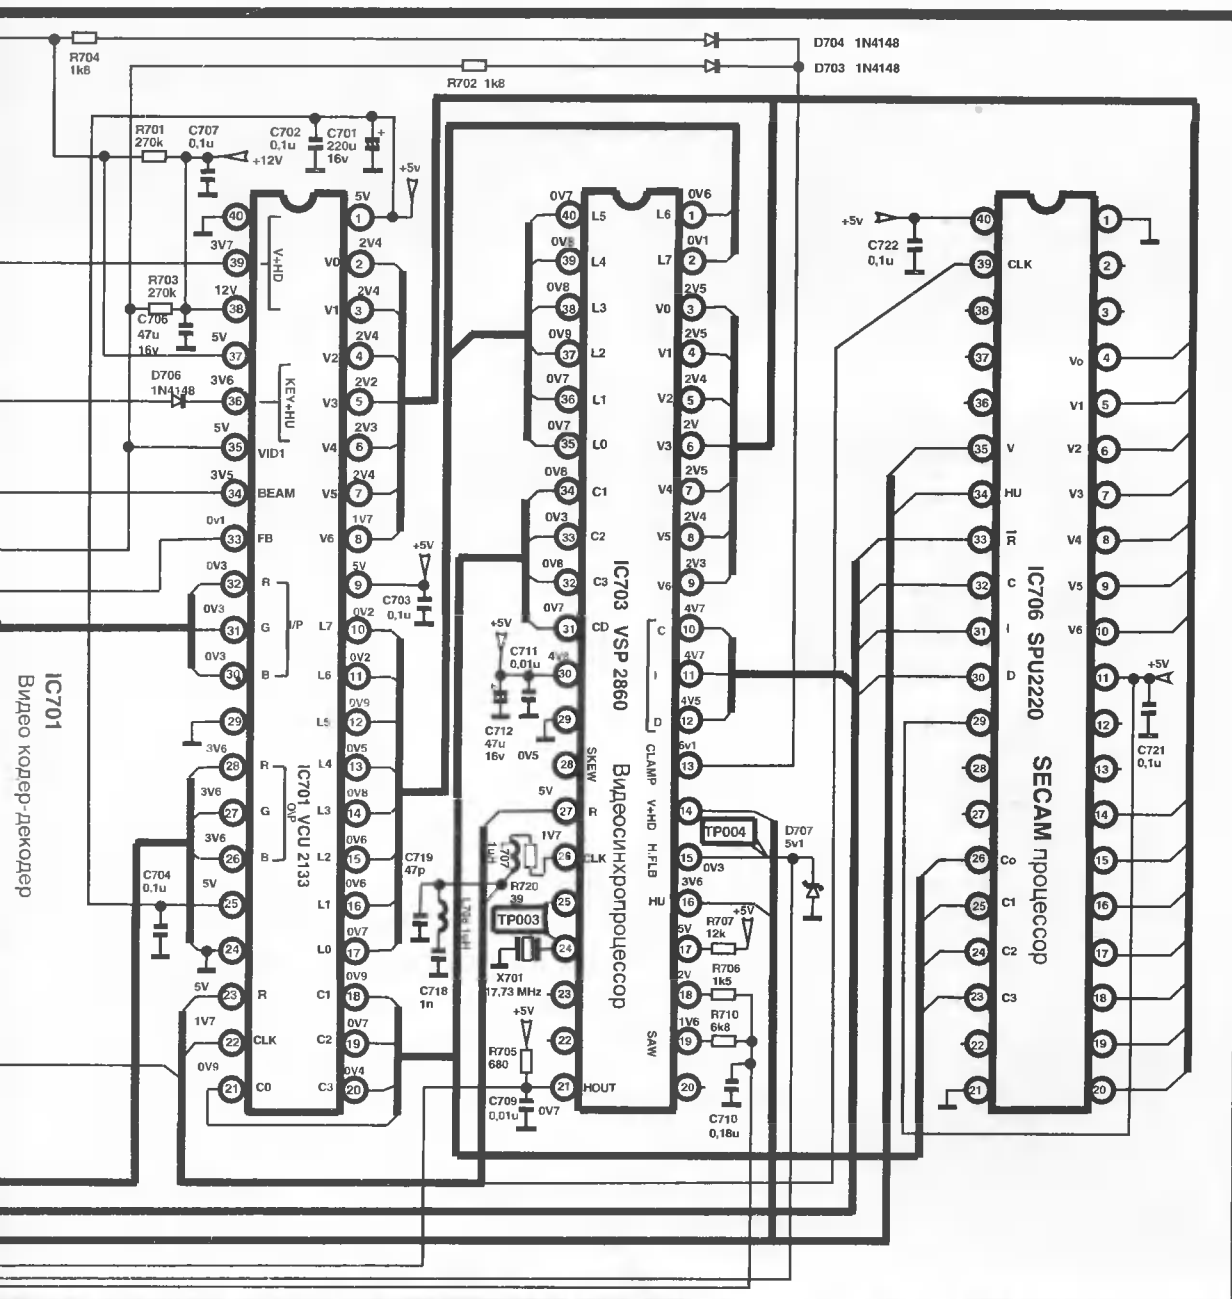 R704
1k8
D704 1N4148
D703 1N4148
R702 1k8
R701
270k
C707
0,1u
+12V
C702
0,1u
C701
220u
16v
+
+5v
R703
270k
C706
47u
16v
D706
1N4148
40
3V7
39
12V
38
5V
37
3V6
36
5V
35
VID1
3V5
34
BEAM
0v1
33
FB
0V3
32
R
0V3
31
G
I/P
0V3
30
B
29
3V6
28
R
3V6
27
G
O/P
3V6
26
B
5V
25
24
5V
23
R
1V7
22
CLK
0V9
21
C0
V+HD
KEY+HU
5V
1
2V4
V0
2
2V4
V1
3
2V4
V2
4
2V2
V3
5
2V3
V4
6
2V4
V5
7
1V7
V6
8
5V
9
+5V
C703
0,1u
0V2
L7
10
0V2
L6
11
0V9
L5
12
0V5
L4
13
0V8
L3
14
0V6
L2
15
0V6
L1
16
0V7
L0
17
0V9
C1
18
0V7
C2
19
0V4
C3
20
IC701 VCU 2133
IC701
Видео кодер-декодер
C704
0,1u
C719
47p
L706 1uH
C718
1n
0V7
40
L5
39
L4
0V8
38
L3
0V9
37
L2
0V7
36
L1
0V7
35
L0
0V8
34
C1
0V3
33
C2
0V8
32
C3
0V7
31
CD
+5V
C711
0,01u
30
29
C712
47u
16v
0V5
28
SKEW
5V
27
R
1V7
26
CLK
L707
1uH
R720
39
25
TP003
24
X701
17,73 MHz
23
+5V
22
R705
680
21
HOUT
C709
0,01u
0V7
IC703 VSP 2860
Видеосинхропроцессор
0V6
L6
1
0V1
L7
2
2V5
V0
3
2V5
V1
4
2V4
V2
5
2V
V3
6
2V5
V4
7
2V4
V5
8
2V3
V6
9
4V7
C
10
4V7
I
11
4V5
D
12
13
CLAMP
14
V+HD
TP004
D707
5v1
15
H.FLB
0V3
3V6
HU
16
R707
12k
+5V
5V
17
R706
1k5
2V
18
R710
6k8
1V6
SAW
19
20
C710
0,18u
+5v
C722
0,1u
40
39
CLK
38
37
36
35
V
34
HU
33
R
32
C
31
I
30
D
29
28
27
26
Co
25
C1
24
C2
23
C3
22
21
IC706 SPU2220
SECAM процессор
1
2
3
Vo
4
V1
5
V2
6
V3
7
V4
8
V5
9
V6
10
11
+5V
12
C721
0,1u
13
14
15
16
17
18
19
20